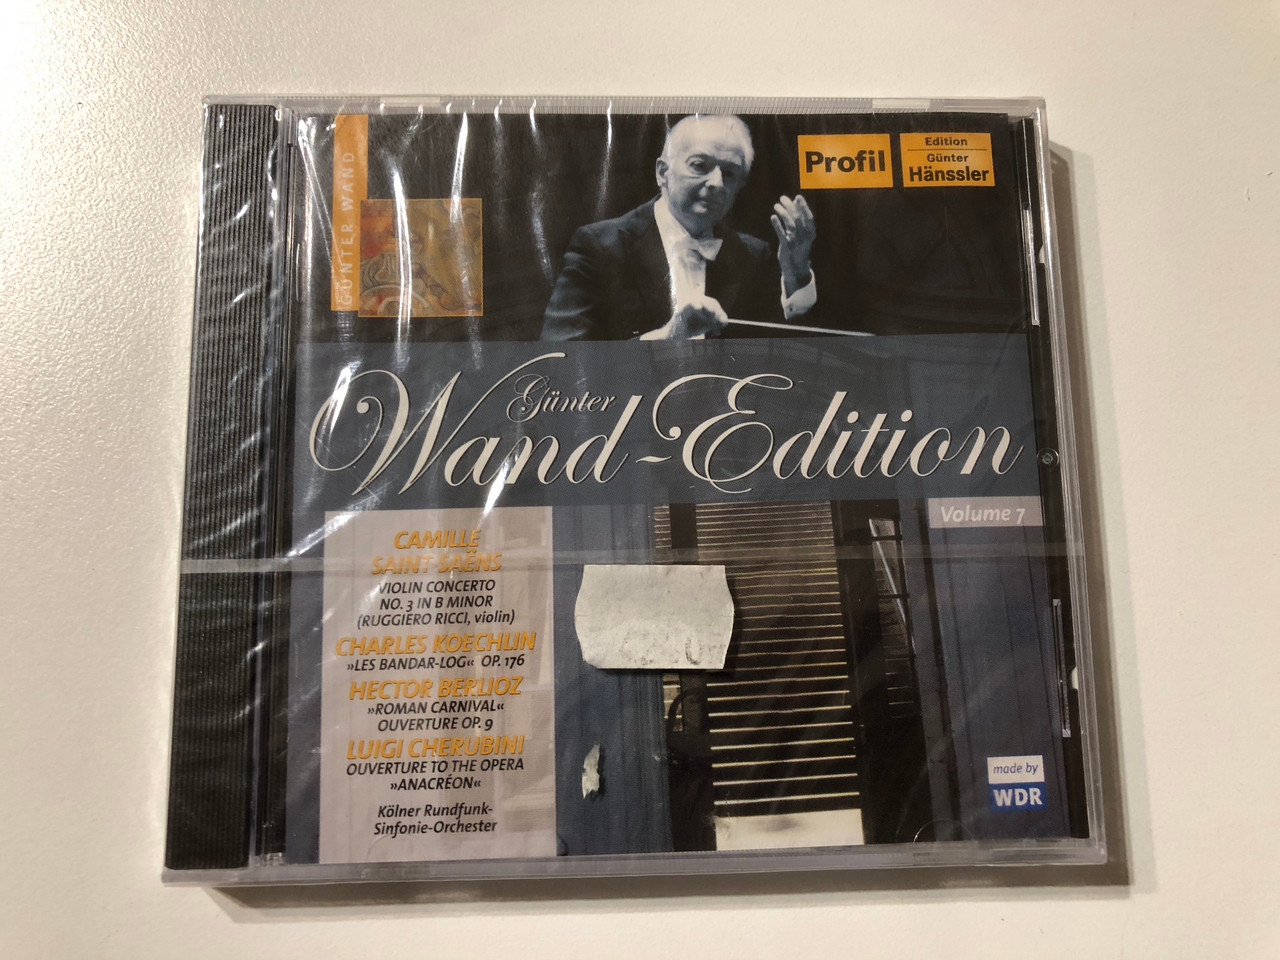 GÜNTER WAND
Profil
Edition
Günter
Hänssler
Günter
Wand-Edition
Volume 7
CAMILLE
SAINT-SAËNS
VIOLIN CONCERTO
NO. 3 IN B MINOR
(RUGGIERO RICCI, violin)
CHARLES KOECHLIN
»LES BANDAR-LOG« OP. 176
HECTOR BERLIOZ
»ROMAN CARNIVAL«
OUVERTURE OP. 9
LUIGI CHERUBINI
OUVERTURE TO THE OPERA
»ANACRÉON«
Kölner Rundfunk-
Sinfonie-Orchester
made by
WDR